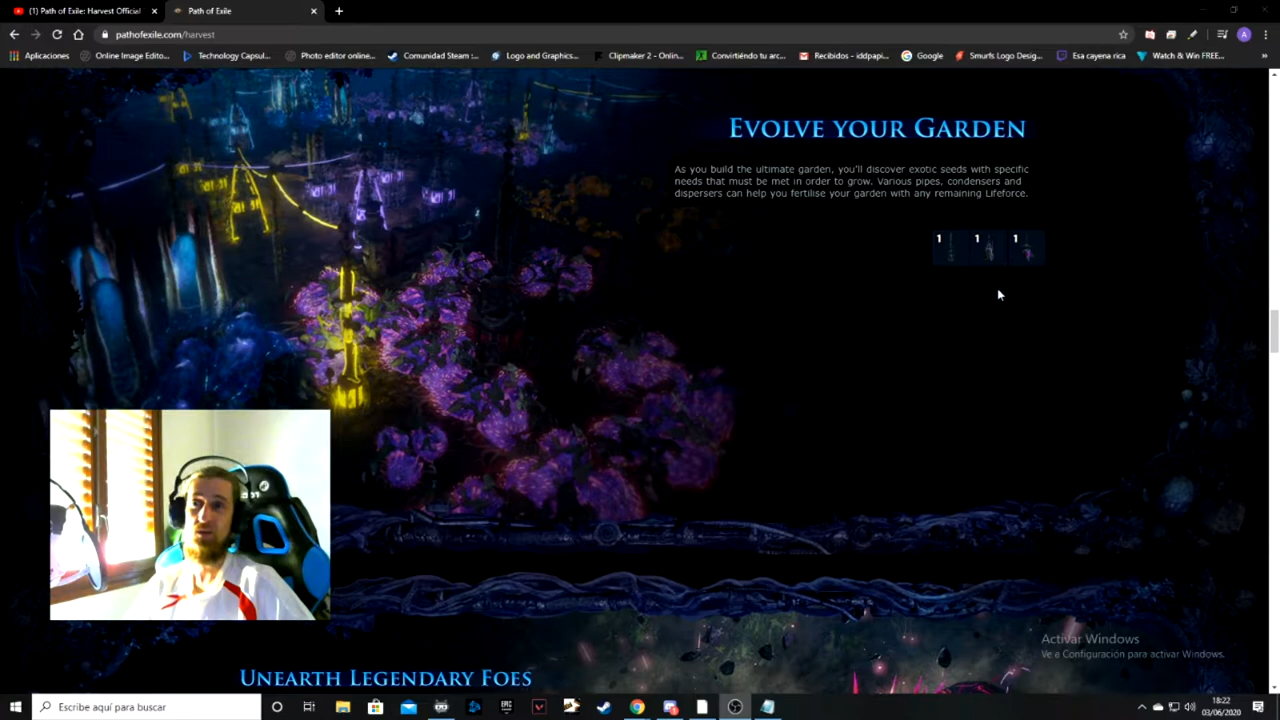 (1) Path of Exile: Harvest Official
Path of Exile
pathofexile.com/harvest
Aplicaciones
Online Image Edito...
Technology Capsul...
Photo editor online...
Comunidad Steam :...
Logo and Graphics...
Clipmaker 2 - Onlin...
Convirtiéndo tu arc...
Recibidos - iddpapi...
Google
Smurfs Logo Desig...
Esa cayena rica
Watch & Win FREE...
Evolve your Garden
As you build the ultimate garden, you'll discover exotic seeds with specific
needs that must be met in order to grow. Various pipes, condensers and
dispersers can help you fertilise your garden with any remaining Lifeforce.
1 1 1
Activar Windows
Ve e Configuración para activar Windows.
Unearth Legendary Foes
Escribe aquí para buscar
18:22
03/06/2020